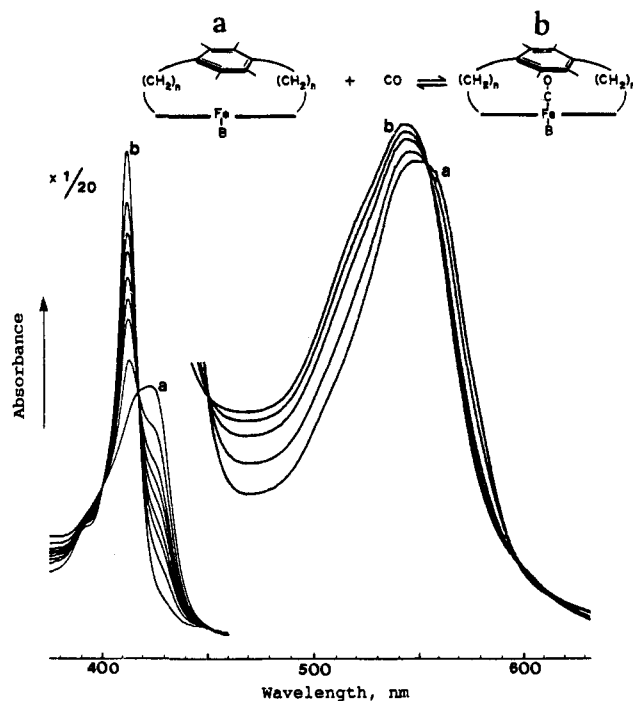 a
b
(CH₂)ₙ
(CH₂)ₙ
+ CO ⇌
(CH₂)ₙ
(CH₂)ₙ
O
C
Fe
Fe
B
B
b
× 1/20
a
b
a
Absorbance
400
500
600
Wavelength, nm